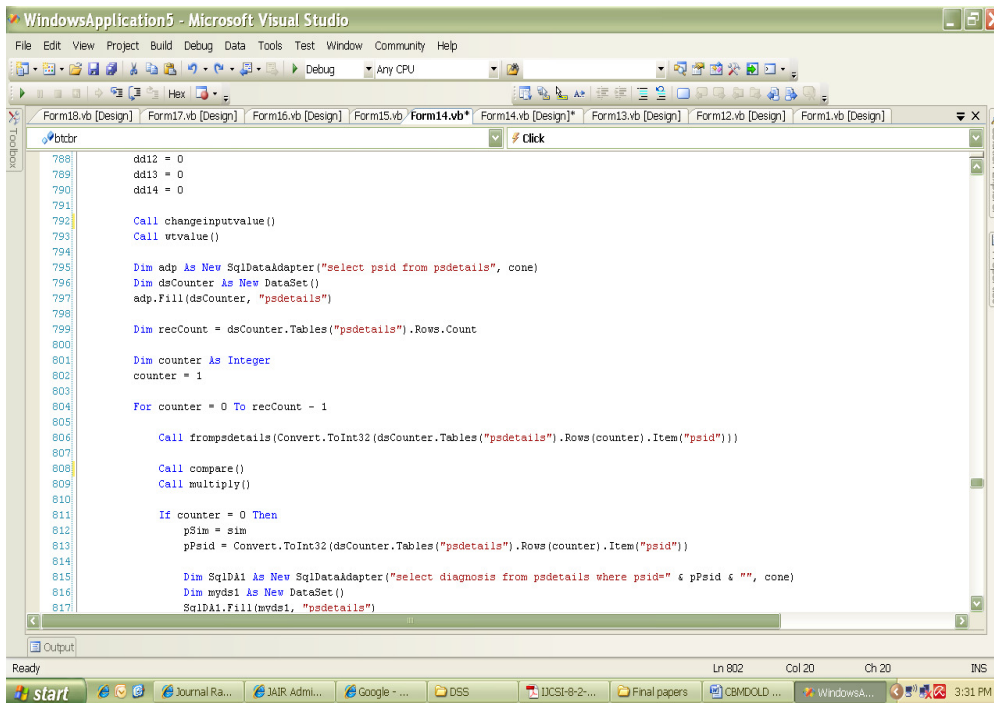 WindowsApplication5 - Microsoft Visual Studio
File Edit View Project Build Debug Data Tools Test Window Community Help
Debug Any CPU
Hex
Form18.vb [Design] Form17.vb [Design] Form16.vb [Design] Form15.vb Form14.vb* Form14.vb [Design]* Form13.vb [Design] Form12.vb [Design] Form1.vb [Design]
Toolbox
btcbr Click
788 dd12 = 0
789 dd13 = 0
790 dd14 = 0
791
792 Call changeinputvalue()
793 Call wtvalue()
794
795 Dim adp As New SqlDataAdapter("select psid from psdetails", cone)
796 Dim dsCounter As New DataSet()
797 adp.Fill(dsCounter, "psdetails")
798
799 Dim recCount = dsCounter.Tables("psdetails").Rows.Count
800
801 Dim counter As Integer
802 counter = 1
803
804 For counter = 0 To recCount - 1
805
806 Call frompsdetails(Convert.ToInt32(dsCounter.Tables("psdetails").Rows(counter).Item("psid")))
807
808 Call compare()
809 Call multiply()
810
811 If counter = 0 Then
812 pSim = sim
813 pPsid = Convert.ToInt32(dsCounter.Tables("psdetails").Rows(counter).Item("psid"))
814
815 Dim SqlDA1 As New SqlDataAdapter("select diagnosis from psdetails where psid=" & pPsid & "", cone)
816 Dim myds1 As New DataSet()
817 SqlDA1.Fill(myds1, "psdetails")
Output
Ready Ln 802 Col 20 Ch 20 INS
start Journal Ra... JAIR Admi... Google - ... DSS IJCSI-8-2-... Final papers CBMDOLD ... WindowsA... 3:31 PM